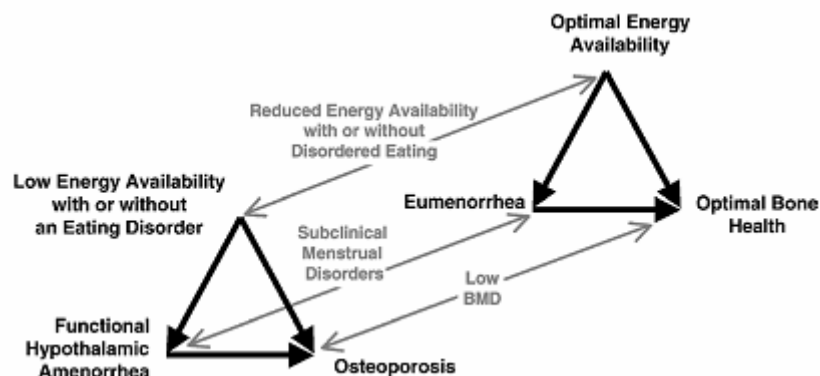 Optimal Energy
Availability
Reduced Energy Availability
with or without
Disordered Eating
Low Energy Availability
with or without
an Eating Disorder
Eumenorrhea
Optimal Bone
Health
Subclinical
Menstrual
Disorders
Low
BMD
Functional
Hypothalamic
Amenorrhea
Osteoporosis